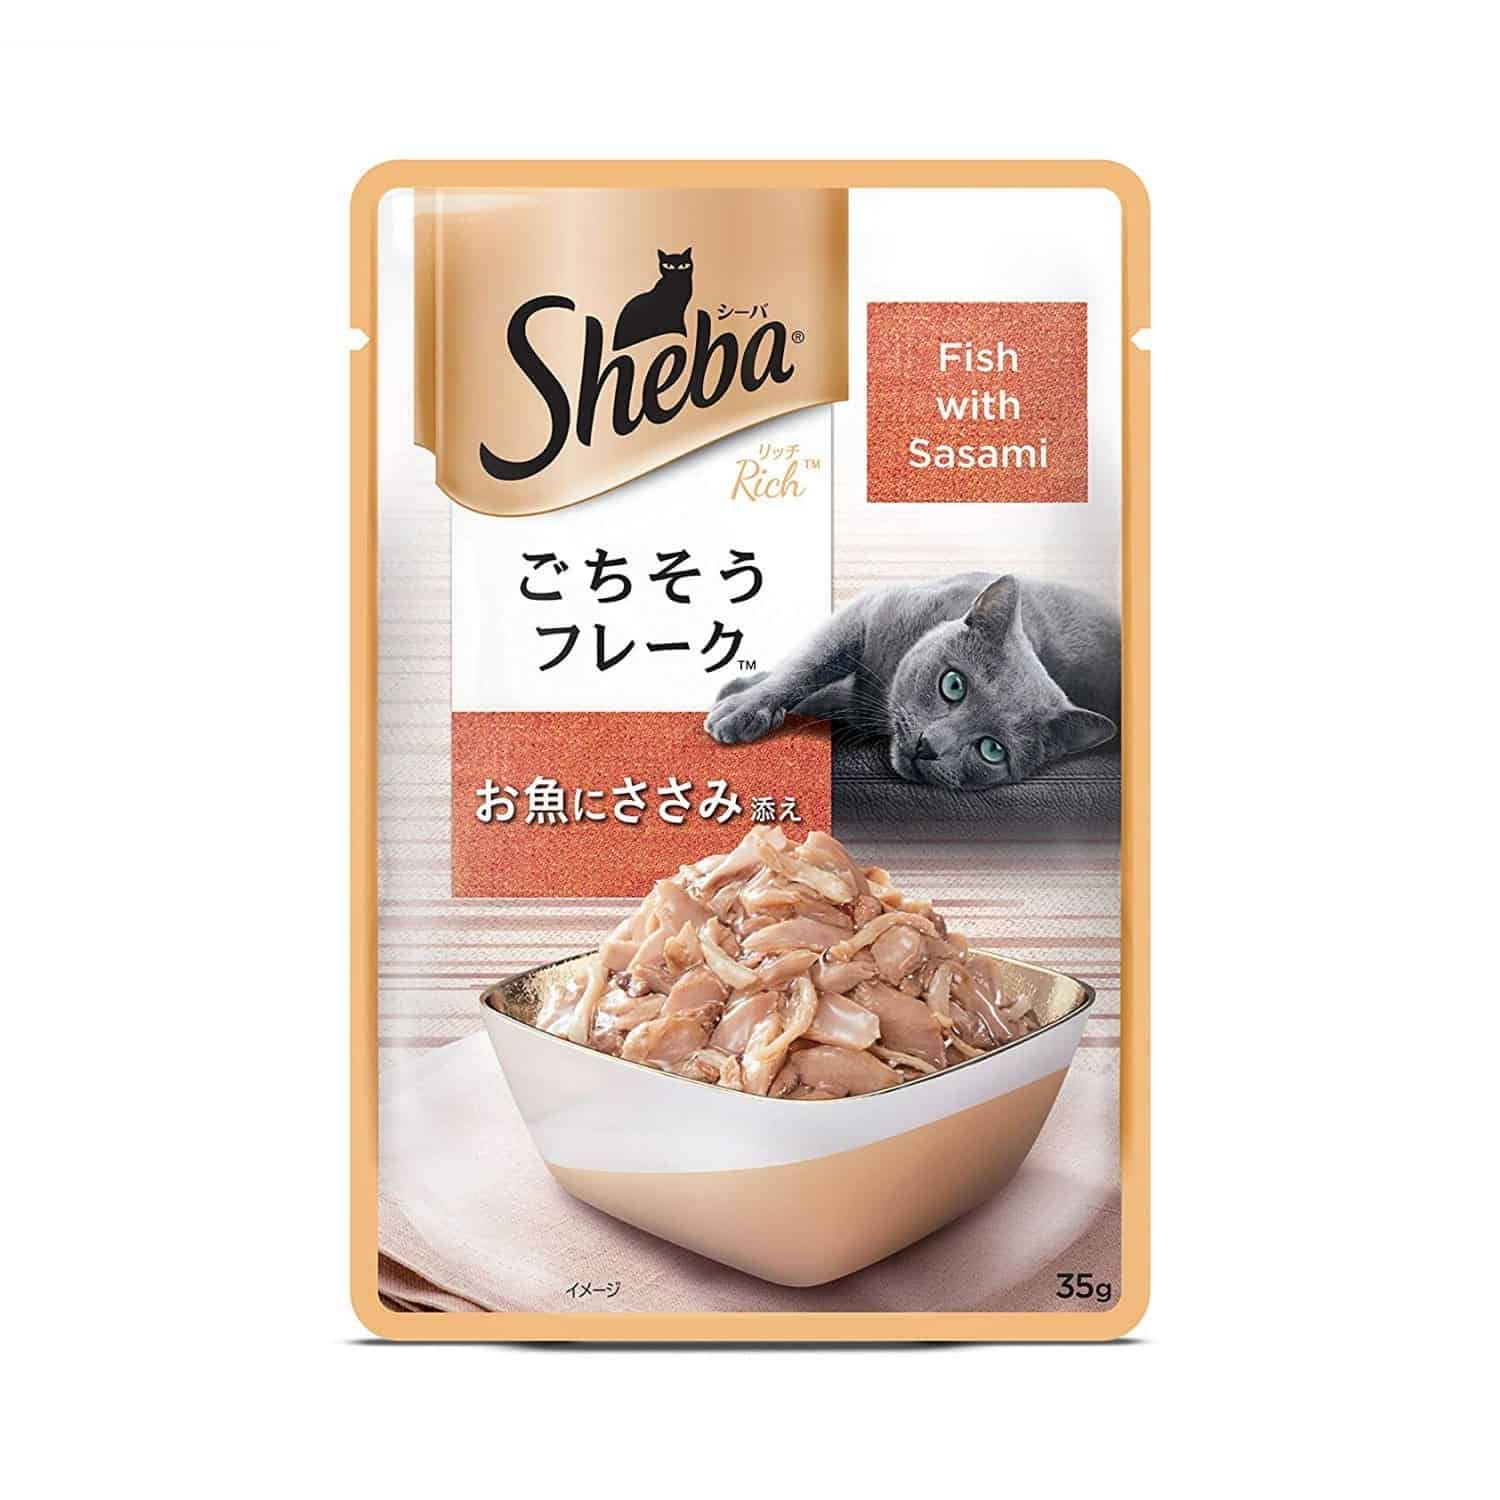 シーバ
Sheba®
リッチ
Rich™
Fish
with
Sasami
ごちそう
フレーク™
お魚にささみ添え
イメージ
35g